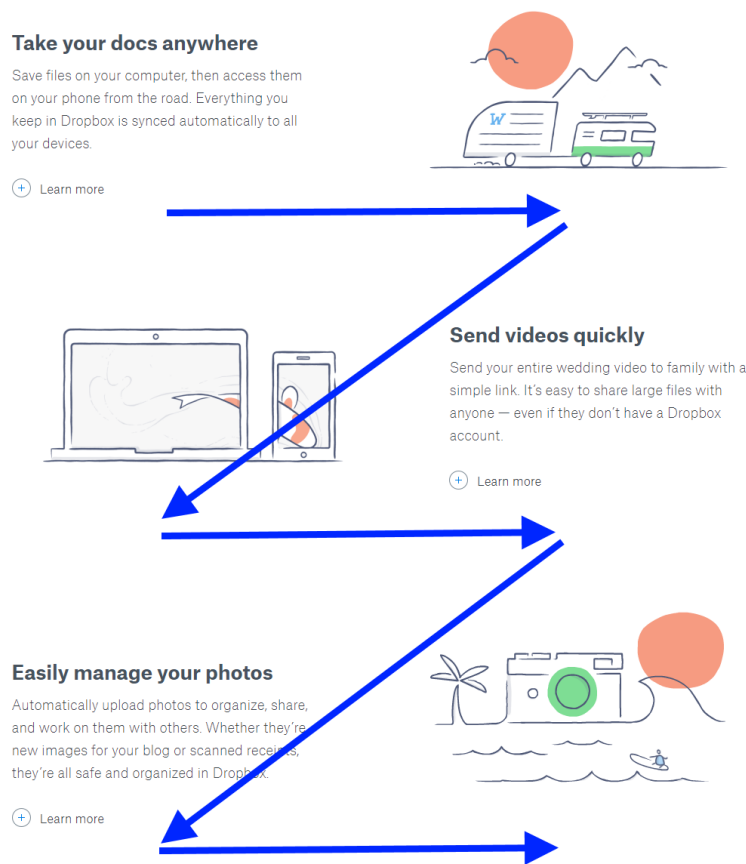 Take your docs anywhere
Save files on your computer, then access them
on your phone from the road. Everything you
keep in Dropbox is synced automatically to all
your devices.
Learn more
W
Send videos quickly
Send your entire wedding video to family with a
simple link. It's easy to share large files with
anyone — even if they don't have a Dropbox
account.
Learn more
Easily manage your photos
Automatically upload photos to organize, share,
and work on them with others. Whether they're
new images for your blog or scanned receipts,
they're all safe and organized in Dropbox.
Learn more